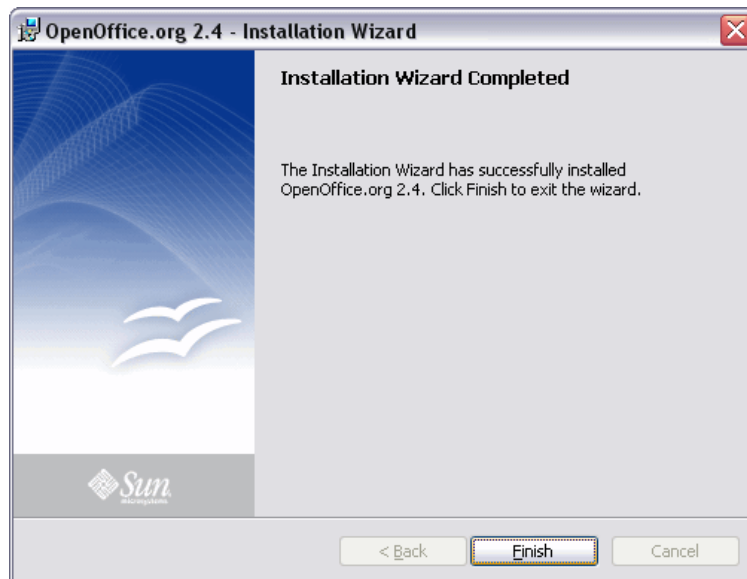 OpenOffice.org 2.4 - Installation Wizard
Installation Wizard Completed
The Installation Wizard has successfully installed
OpenOffice.org 2.4. Click Finish to exit the wizard.
Sun
microsystems
< Back
Finish
Cancel